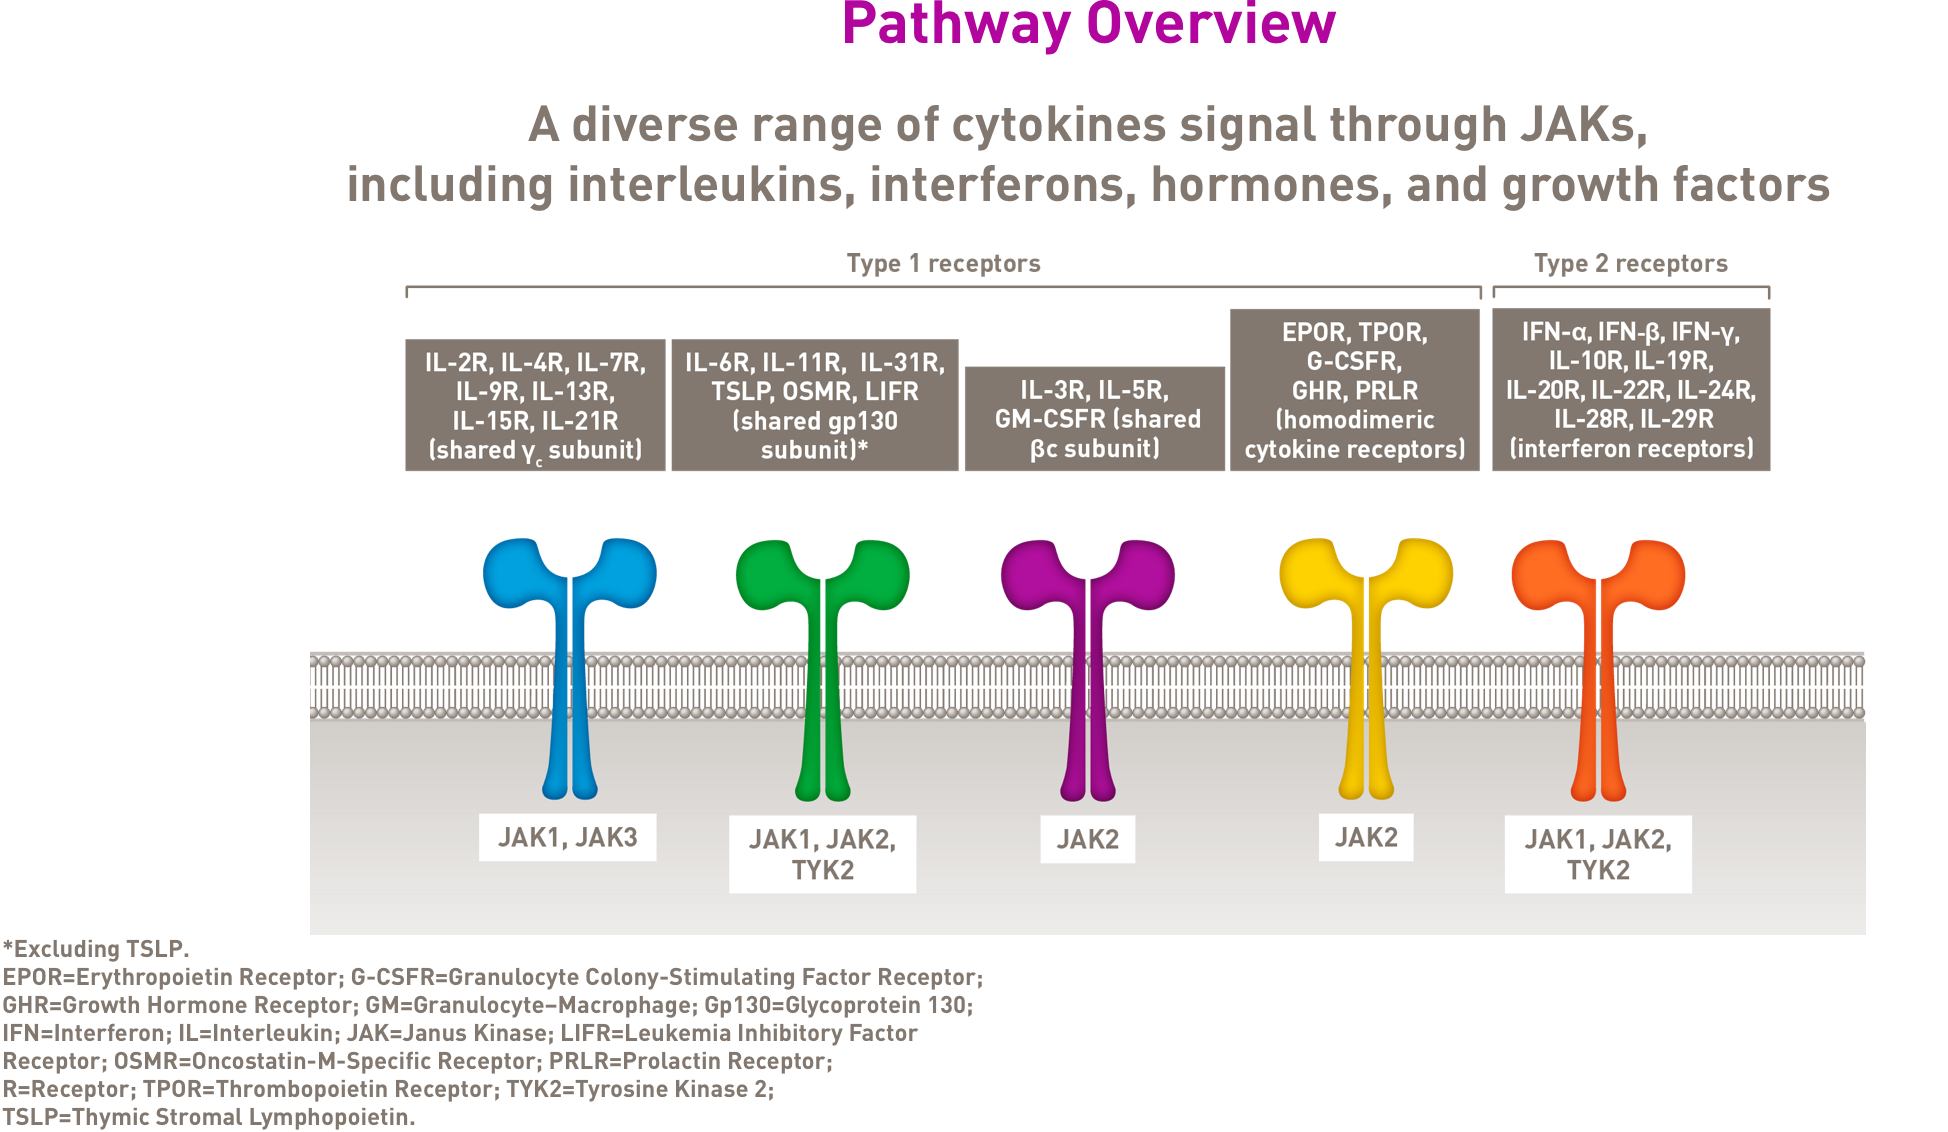 Pathway Overview
A diverse range of cytokines signal through JAKs,
including interleukins, interferons, hormones, and growth factors
Type 1 receptors
Type 2 receptors
IL-2R, IL-4R, IL-7R,
IL-9R, IL-13R,
IL-15R, IL-21R
(shared γc subunit)
IL-6R, IL-11R, IL-31R,
TSLP, OSMR, LIFR
(shared gp130
subunit)*
IL-3R, IL-5R,
GM-CSFR (shared
βc subunit)
EPOR, TPOR,
G-CSFR,
GHR, PRLR
(homodimeric
cytokine receptors)
IFN-α, IFN-β, IFN-γ,
IL-10R, IL-19R,
IL-20R, IL-22R, IL-24R,
IL-28R, IL-29R
(interferon receptors)
JAK1, JAK3
JAK1, JAK2,
TYK2
JAK2
JAK2
JAK1, JAK2,
TYK2
*Excluding TSLP.
EPOR=Erythropoietin Receptor; G-CSFR=Granulocyte Colony-Stimulating Factor Receptor;
GHR=Growth Hormone Receptor; GM=Granulocyte–Macrophage; Gp130=Glycoprotein 130;
IFN=Interferon; IL=Interleukin; JAK=Janus Kinase; LIFR=Leukemia Inhibitory Factor
Receptor; OSMR=Oncostatin-M-Specific Receptor; PRLR=Prolactin Receptor;
R=Receptor; TPOR=Thrombopoietin Receptor; TYK2=Tyrosine Kinase 2;
TSLP=Thymic Stromal Lymphopoietin.